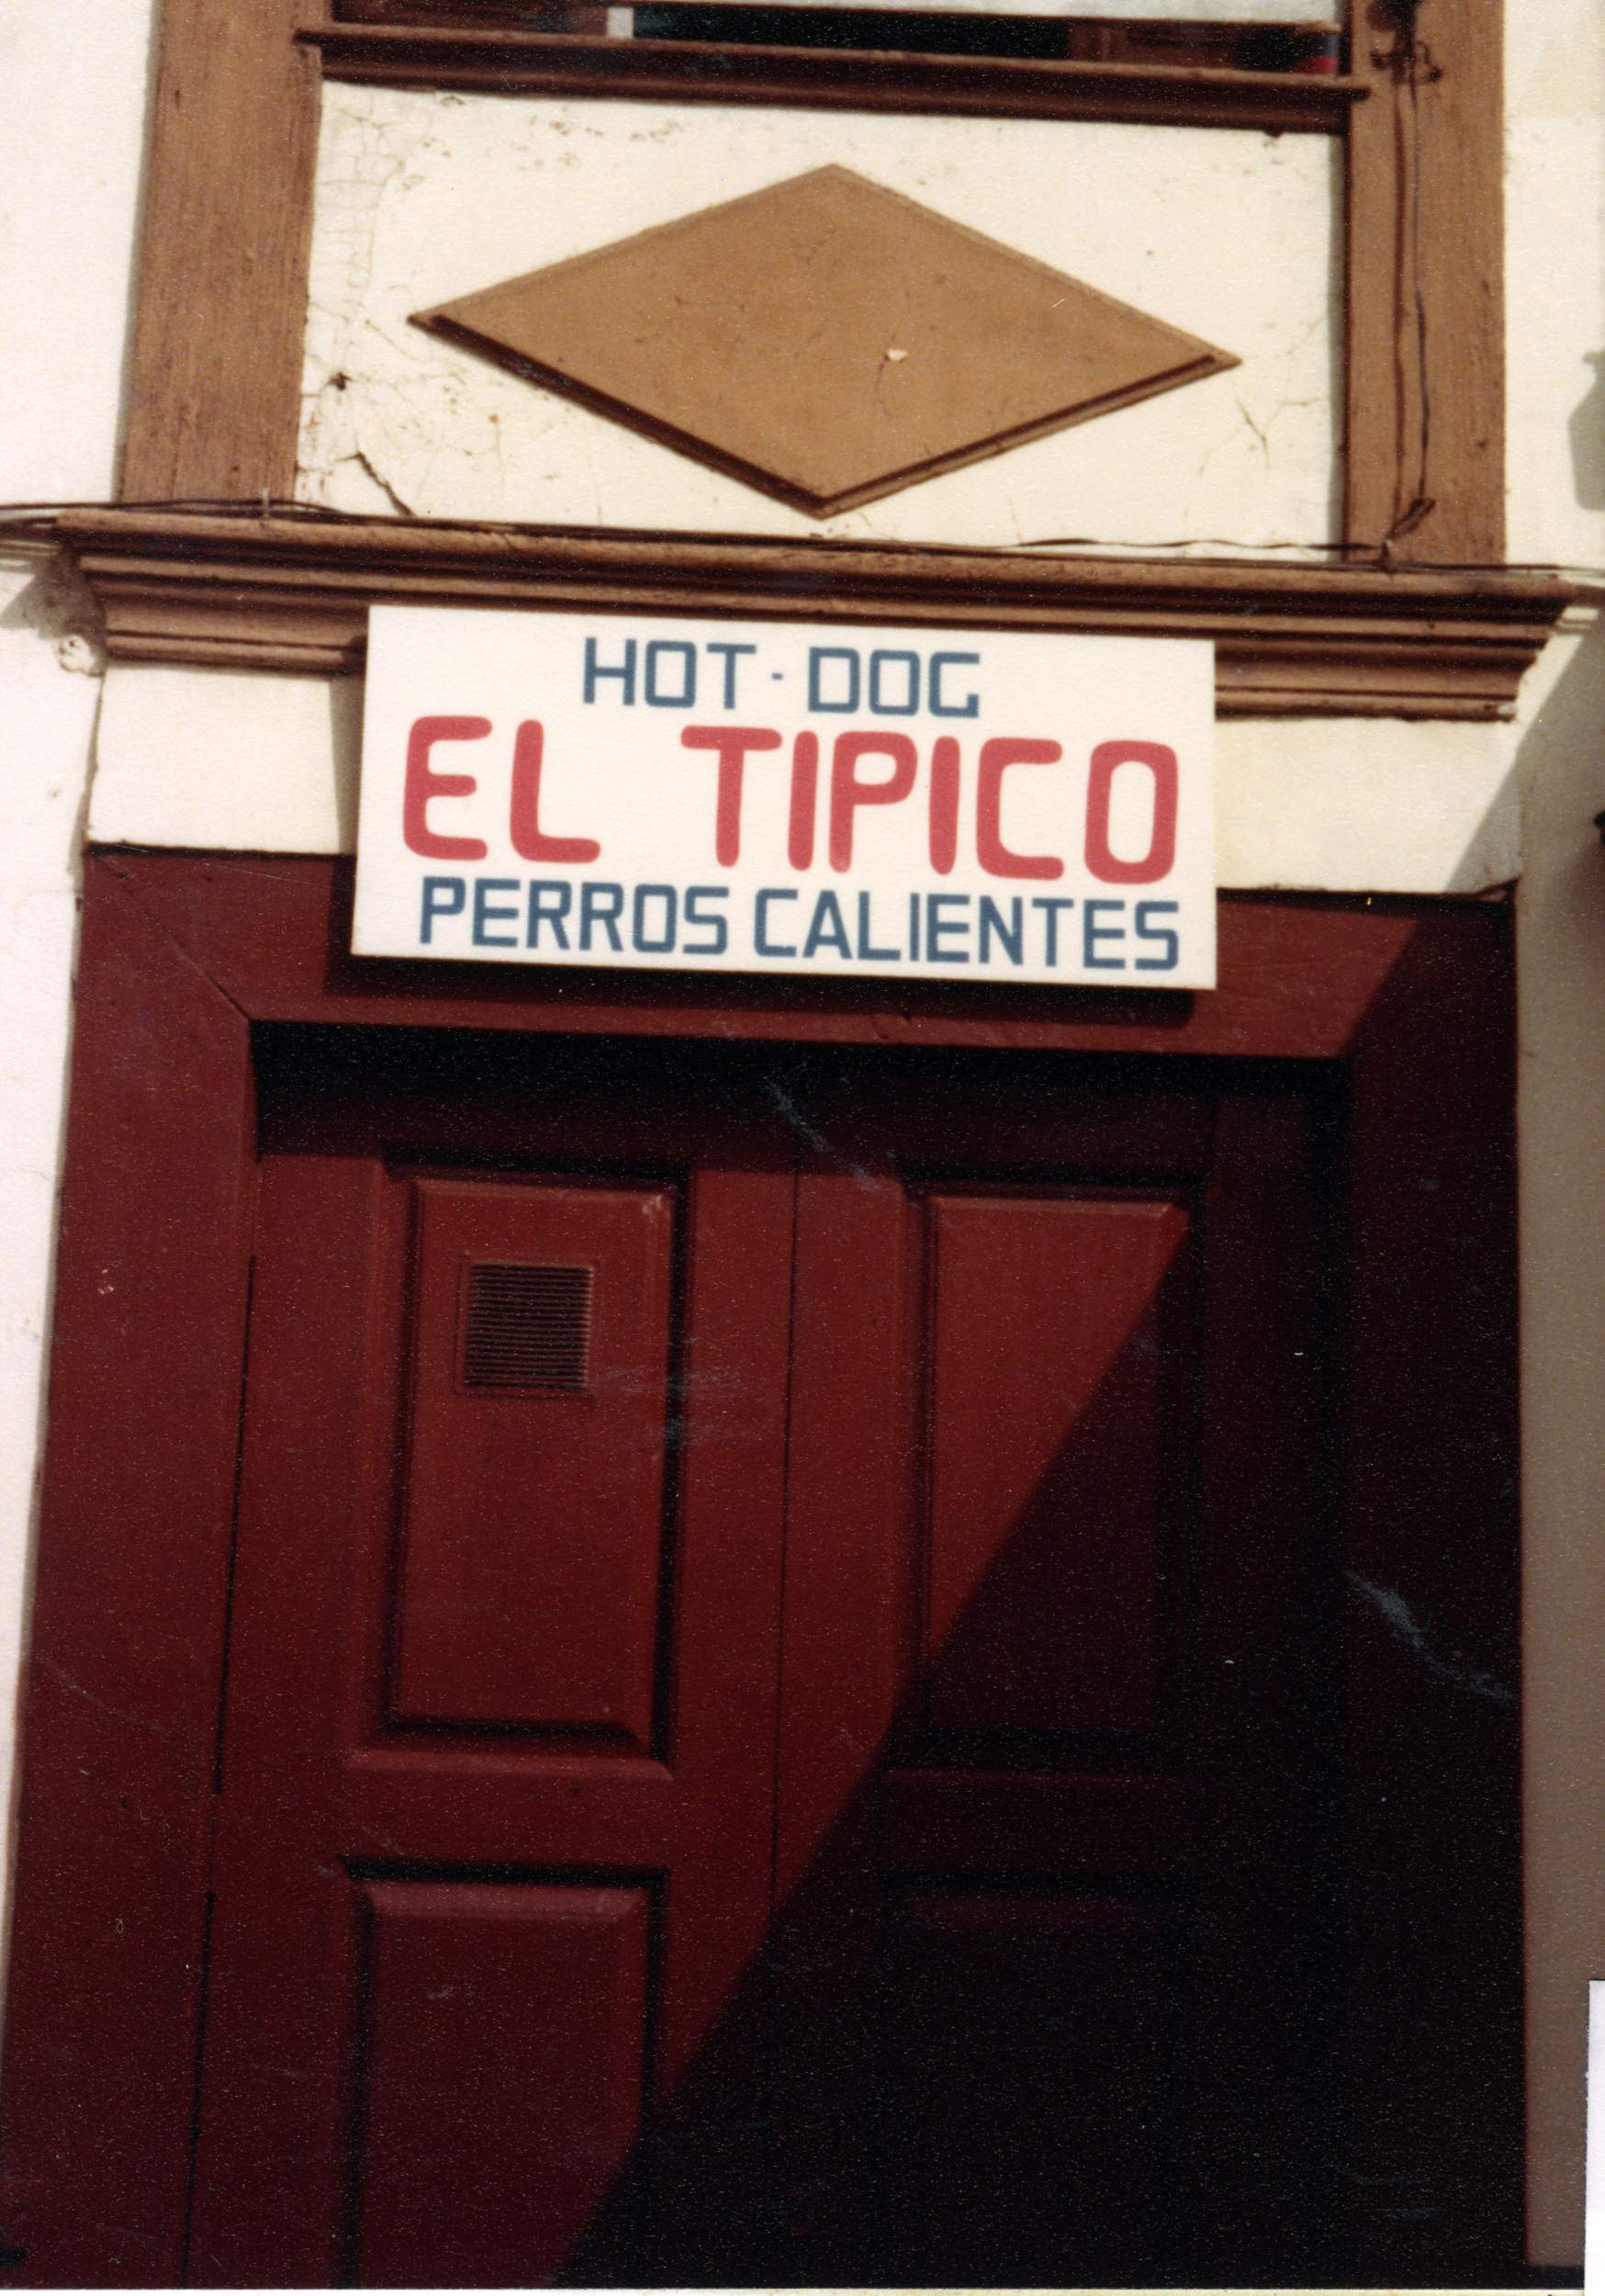 HOT-DOG
EL TIPICO
PERROS CALIENTES